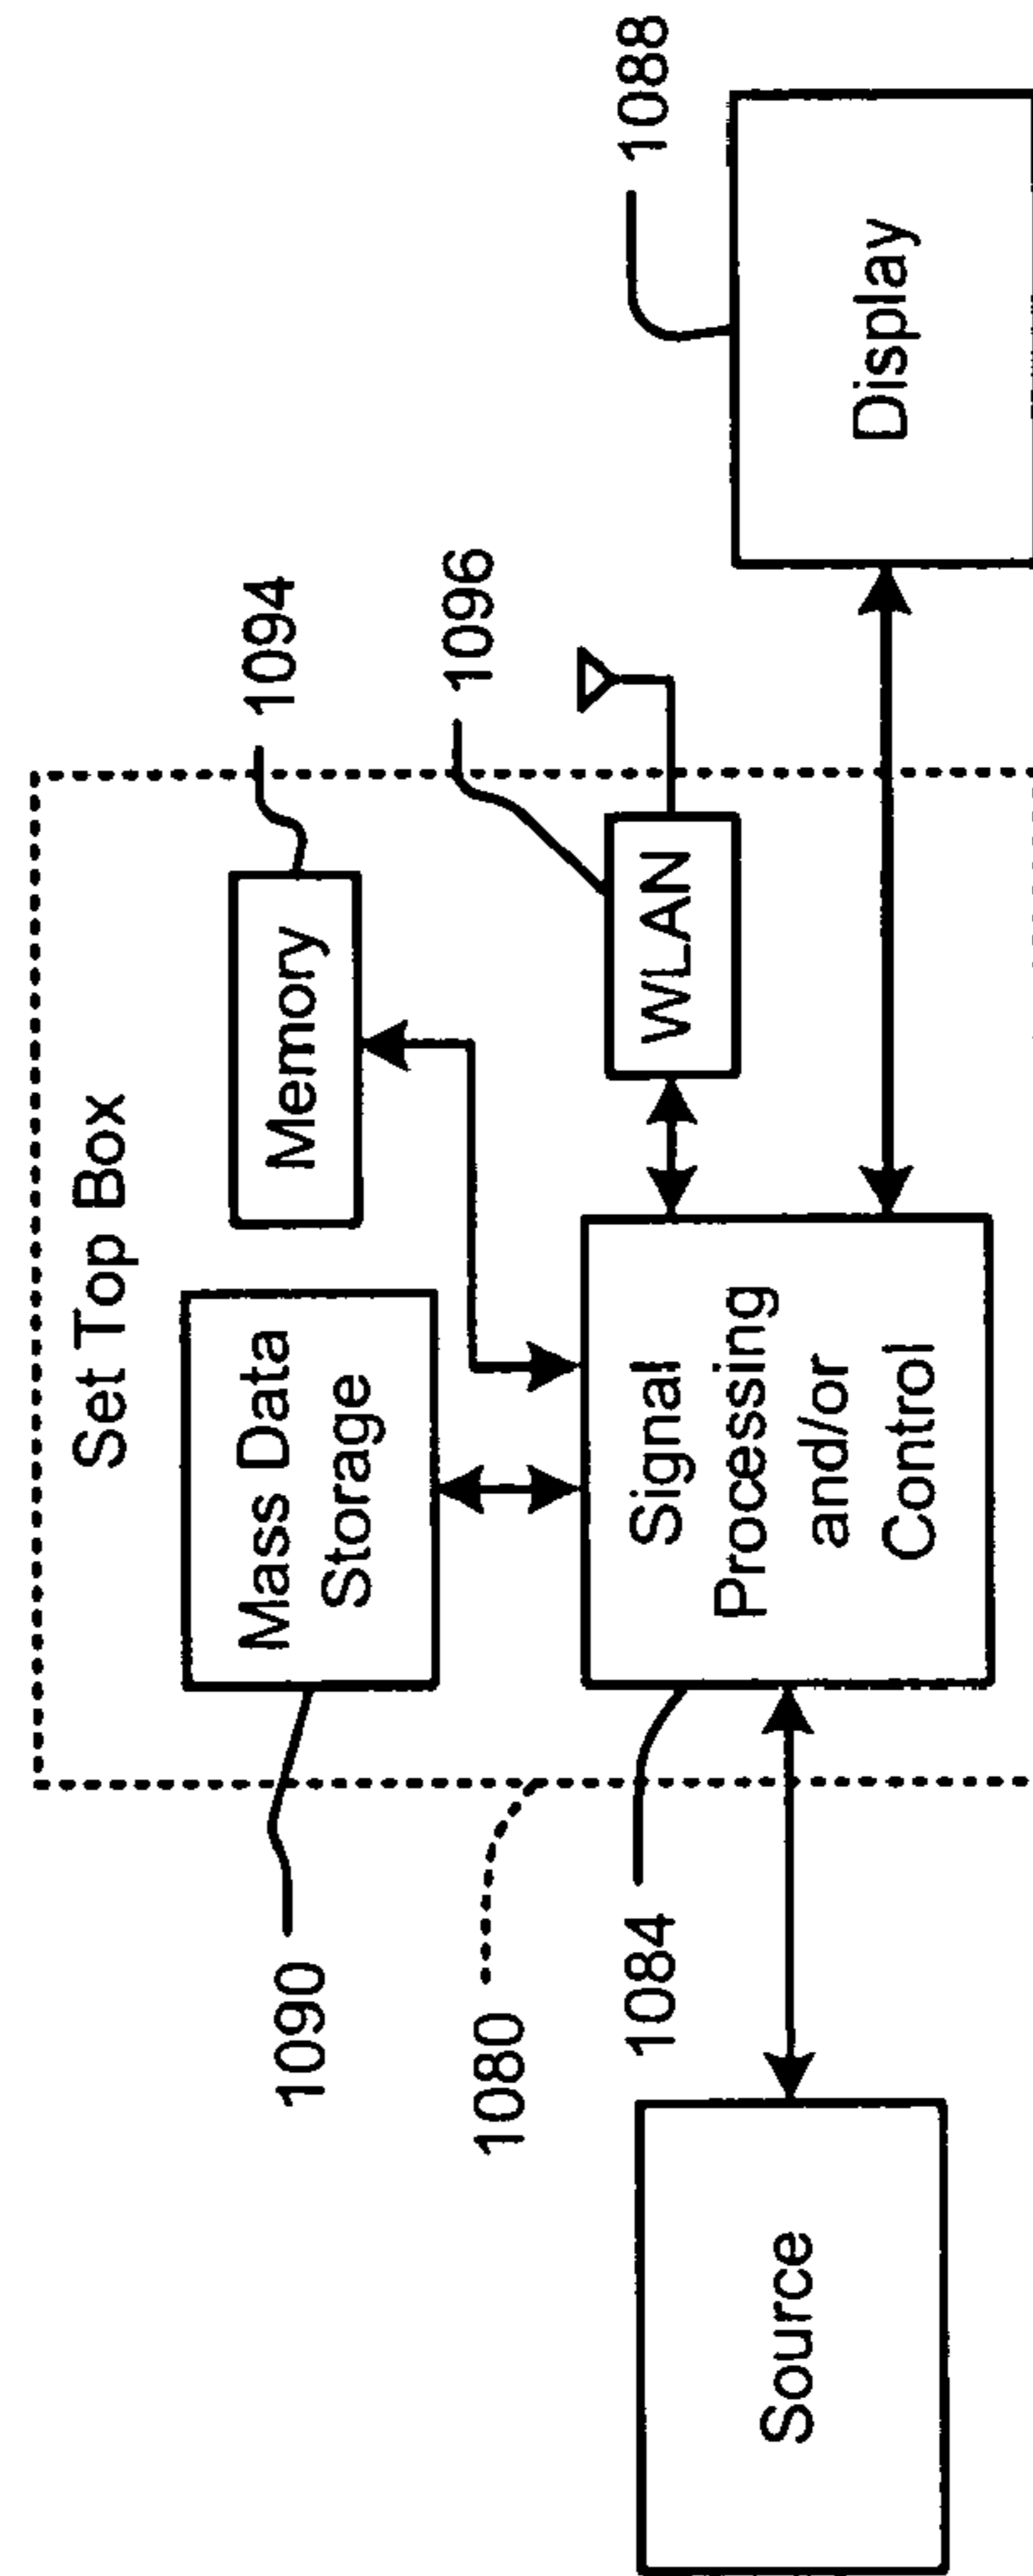 Set Top Box
1090
Mass Data
Storage
Memory
1094
1080
1096
1084
Signal
Processing
and/or
Control
WLAN
1088
Source
Display